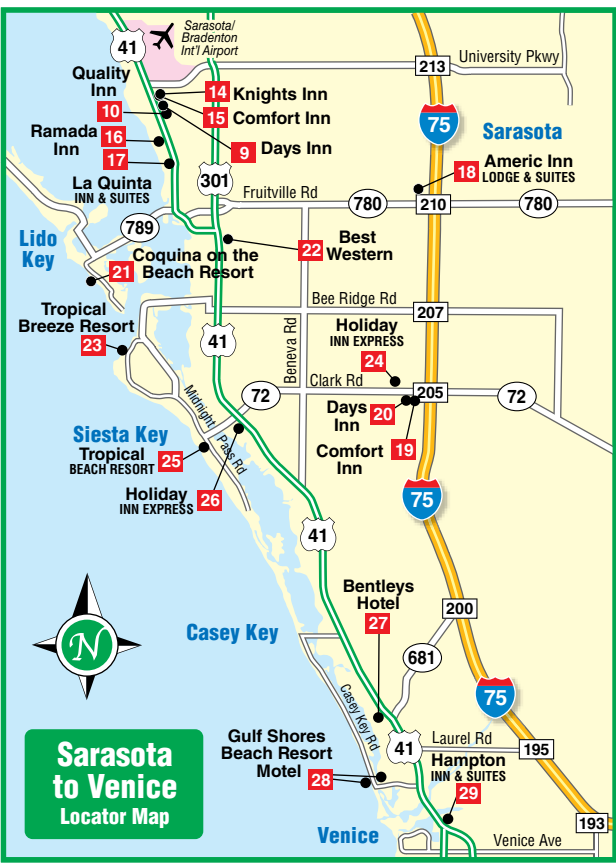 Sarasota/
Bradenton
Int'l Airport
41
University Pkwy
213
Quality
Inn
10
14 Knights Inn
15 Comfort Inn
9 Days Inn
Ramada
Inn
16
17
La Quinta
INN & SUITES
75
Sarasota
18
Americ Inn
LODGE & SUITES
301
Fruitville Rd
780
210
780
789
Lido
Key
21
Coquina on the
Beach Resort
22
Best
Western
Tropical
Breeze Resort
23
Bee Ridge Rd
207
41
Beneva Rd
Holiday
INN EXPRESS
24
Clark Rd
72
205
72
Days
Inn
20
Comfort
Inn
19
Midnight
Pass Rd
Siesta Key
Tropical
BEACH RESORT
25
Holiday
INN EXPRESS
26
75
41
Bentleys
Hotel
27
200
N
Casey Key
681
Casey Key Rd
75
Sarasota
to Venice
Locator Map
Gulf Shores
Beach Resort
Motel
28
41
Laurel Rd
195
Hampton
INN & SUITES
29
Venice
193
Venice Ave